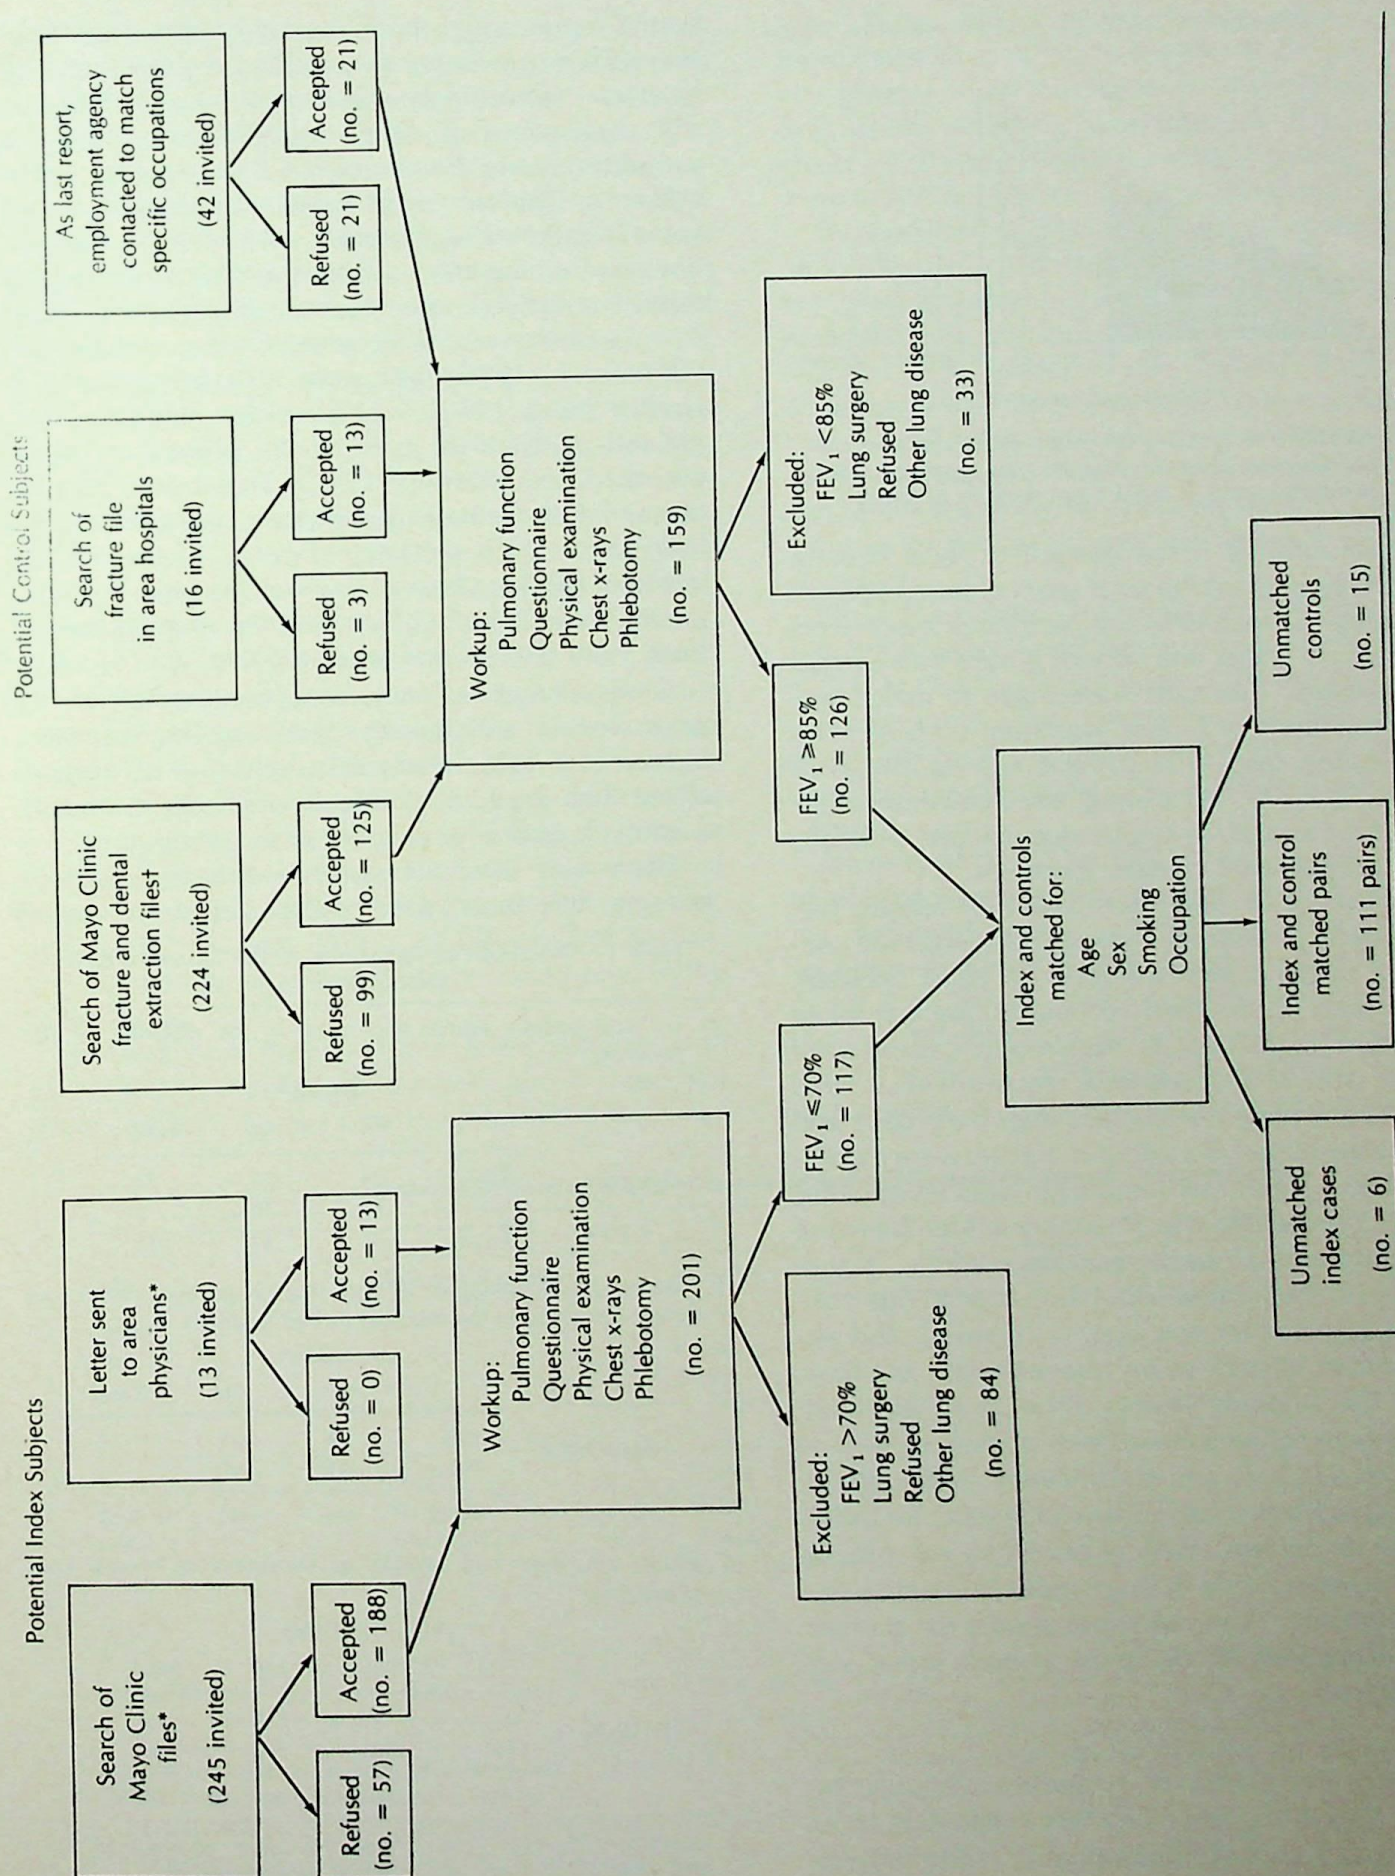 Potential Index Subjects
Search of
Mayo Clinic
files*
(245 invited)
Refused
(no. = 57)
Accepted
(no. = 188)
Letter sent
to area
physicians*
(13 invited)
Refused
(no. = 0)
Accepted
(no. = 13)
Workup:
Pulmonary function
Questionnaire
Physical examination
Chest x-rays
Phlebotomy
(no. = 201)
Excluded:
FEV₁ >70%
Lung surgery
Refused
Other lung disease
(no. = 84)
FEV₁ ≤70%
(no. = 117)
Potential Control Subjects
Search of Mayo Clinic
fracture and dental
extraction files†
(224 invited)
Refused
(no. = 99)
Accepted
(no. = 125)
Search of
fracture file
in area hospitals
(16 invited)
Refused
(no. = 3)
Accepted
(no. = 13)
As last resort,
employment agency
contacted to match
specific occupations
(42 invited)
Refused
(no. = 21)
Accepted
(no. = 21)
Workup:
Pulmonary function
Questionnaire
Physical examination
Chest x-rays
Phlebotomy
(no. = 159)
FEV₁ ≥85%
(no. = 126)
Excluded:
FEV₁ <85%
Lung surgery
Refused
Other lung disease
(no. = 33)
Index and controls
matched for:
Age
Sex
Smoking
Occupation
Unmatched
index cases
(no. = 6)
Index and control
matched pairs
(no. = 111 pairs)
Unmatched
controls
(no. = 15)